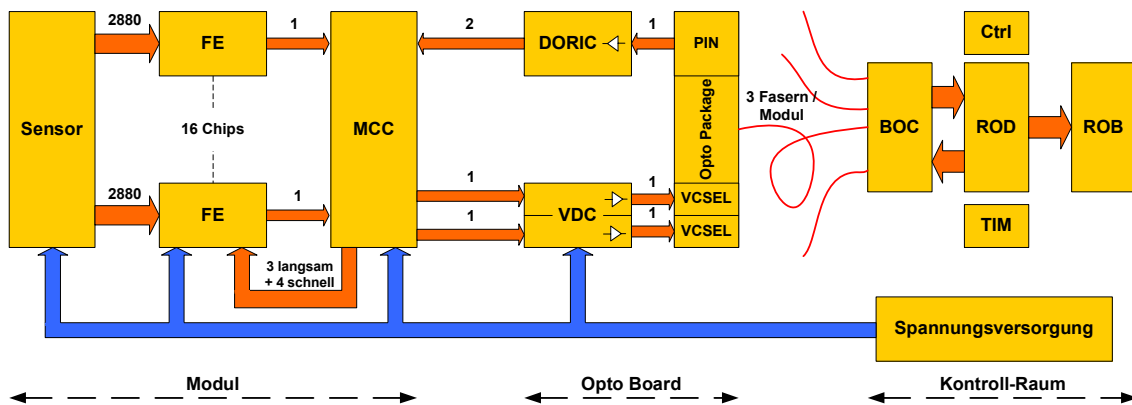 2880
1
2
1
FE
DORIC
PIN
Ctrl
3 Fasern /
Modul
Sensor
16 Chips
MCC
Opto Package
BOC
ROD
ROB
2880
1
1
1
FE
VDC
VCSEL
1
1
VCSEL
TIM
3 langsam
+ 4 schnell
Spannungsversorgung
Modul
Opto Board
Kontroll-Raum